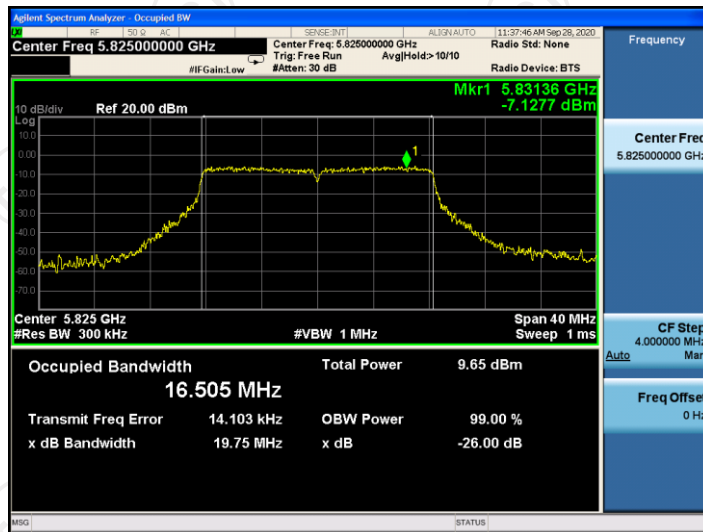 Agilent Spectrum Analyzer - Occupied BW
RF 50 Ω AC SENSE:INT ALIGN AUTO 11:37:46 AM Sep 28, 2020
Center Freq 5.825000000 GHz
Center Freq: 5.825000000 GHz
Radio Std: None
Trig: Free Run Avg|Hold:> 10/10
#IFGain:Low
#Atten: 30 dB
Radio Device: BTS
Mkr1 5.83136 GHz
-7.1277 dBm
10 dB/div Ref 20.00 dBm
Log
10.0
0.00
-10.0
-20.0
-30.0
-40.0
-50.0
-60.0
-70.0
1
Center 5.825 GHz Span 40 MHz
#Res BW 300 kHz #VBW 1 MHz Sweep 1 ms
Occupied Bandwidth Total Power 9.65 dBm
16.505 MHz
Transmit Freq Error 14.103 kHz OBW Power 99.00 %
x dB Bandwidth 19.75 MHz x dB -26.00 dB
MSG STATUS
Frequency
Center Freq
5.825000000 GHz
CF Step
4.000000 MHz
Auto Man
Freq Offset
0 Hz